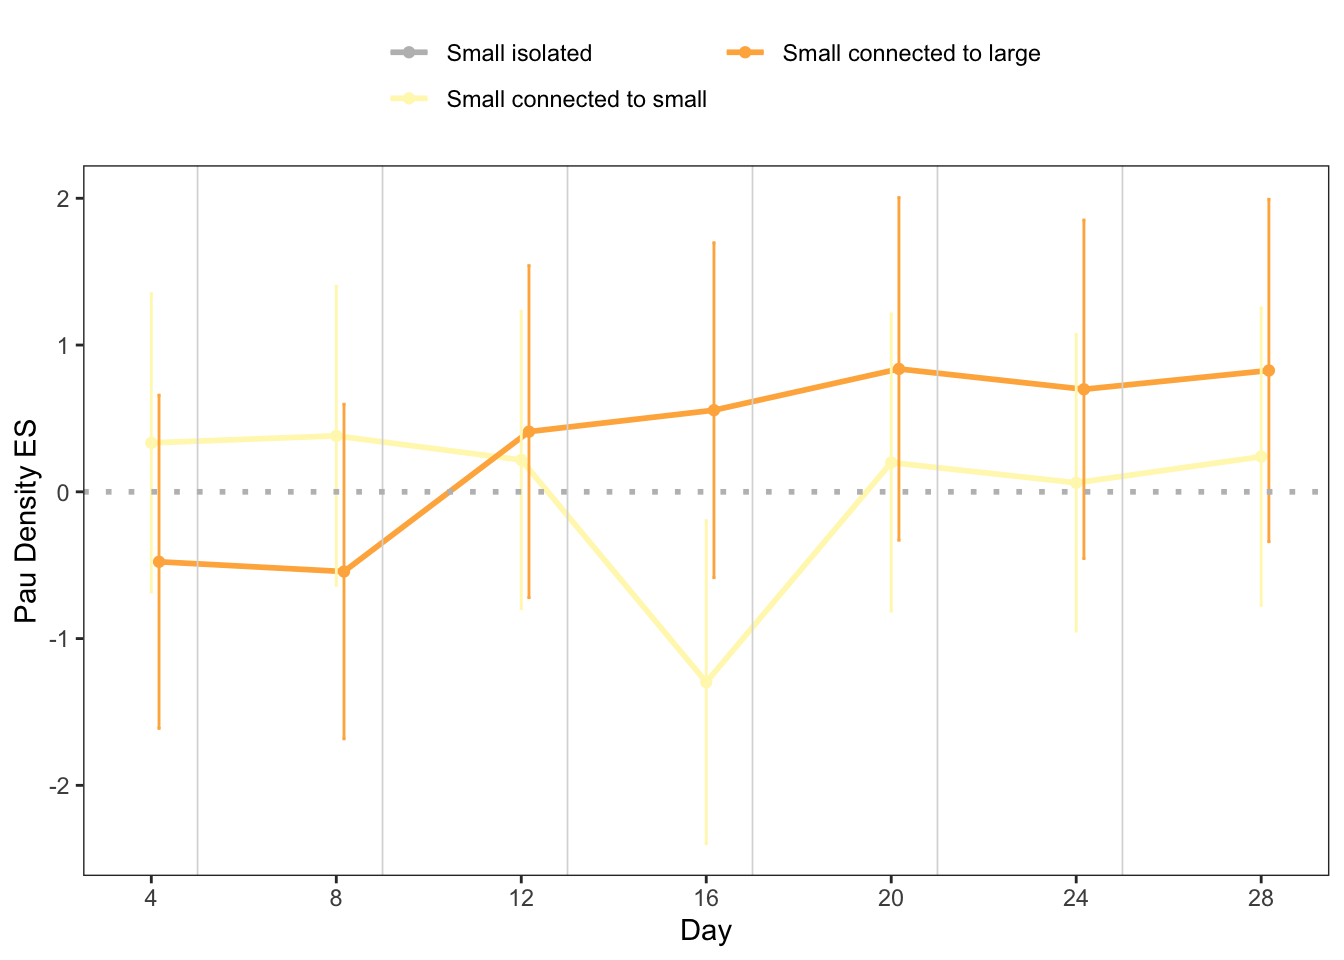 Small isolated
Small connected to large
Small connected to small
Pau Density ES
2
1
0
-1
-2
4 8 12 16 20 24 28
Day